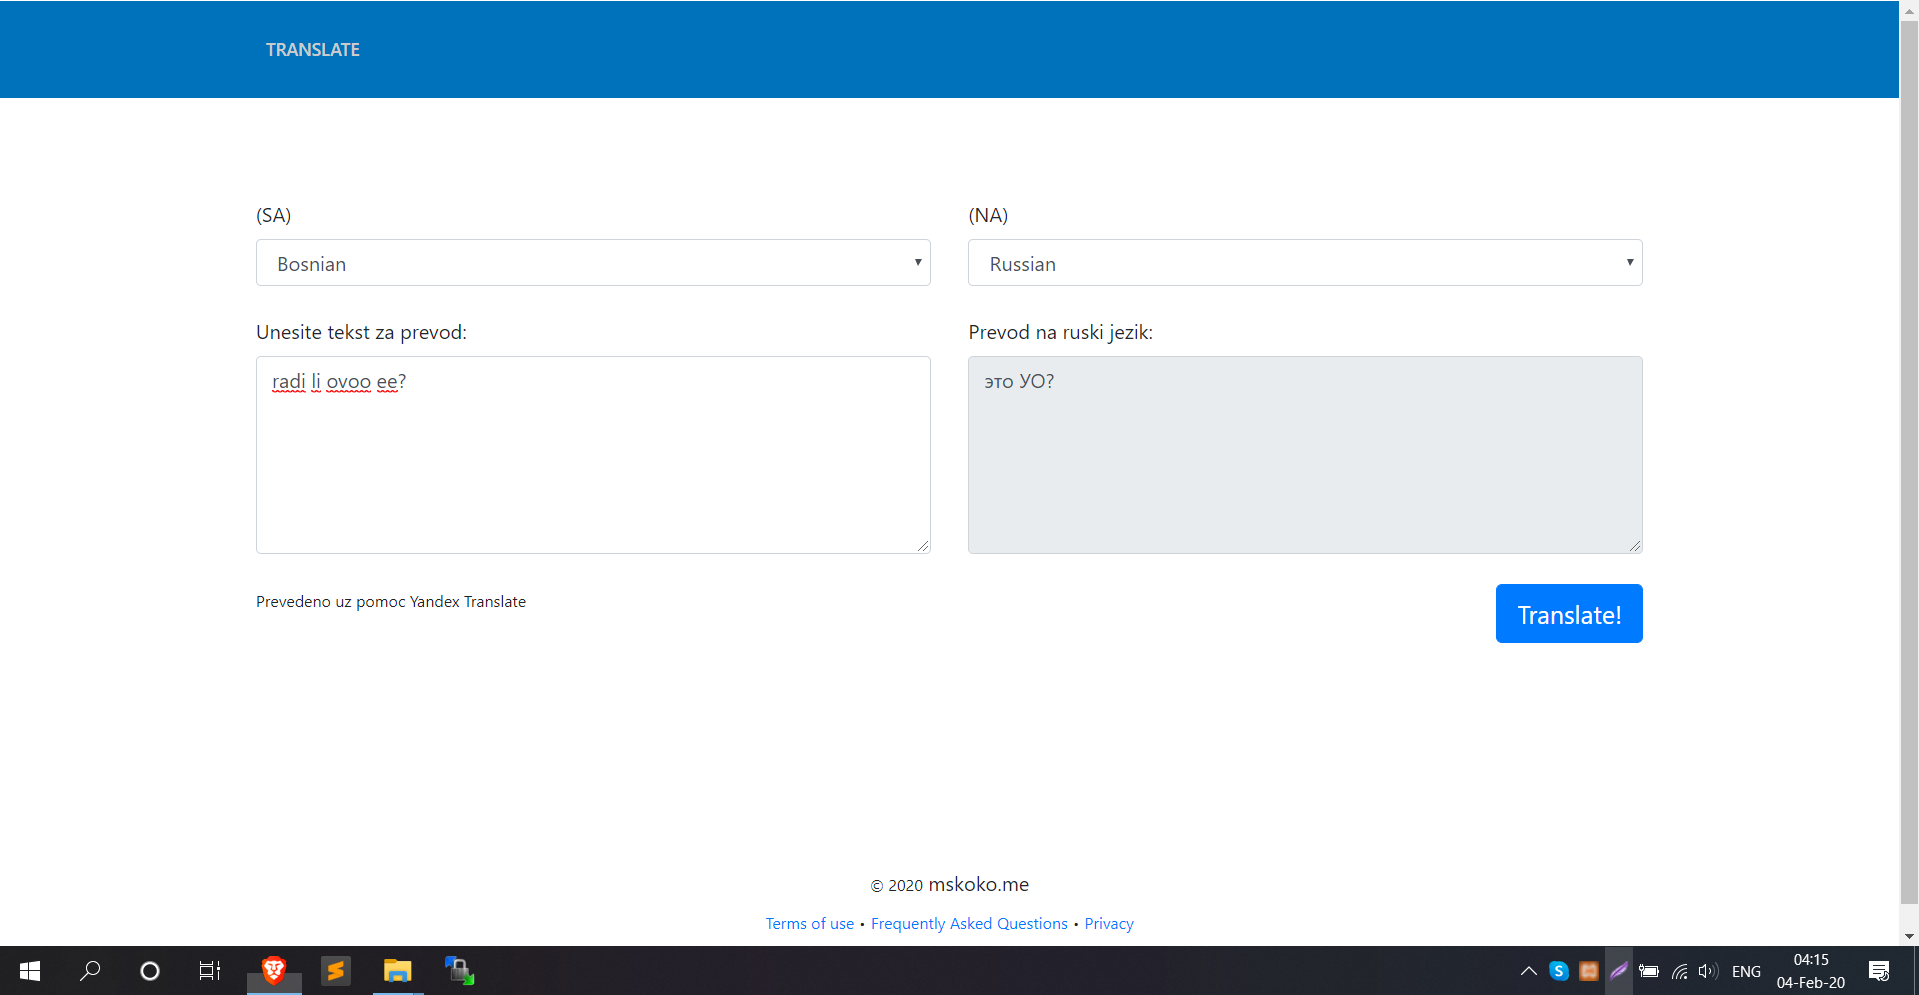 TRANSLATE
(SA)
(NA)
Bosnian
Russian
Unesite tekst za prevod:
Prevod na ruski jezik:
radi li ovoo ee?
это УО?
Prevedeno uz pomoc Yandex Translate
Translate!
© 2020 mskoko.me
Terms of use • Frequently Asked Questions • Privacy
ENG
04:15
04-Feb-20